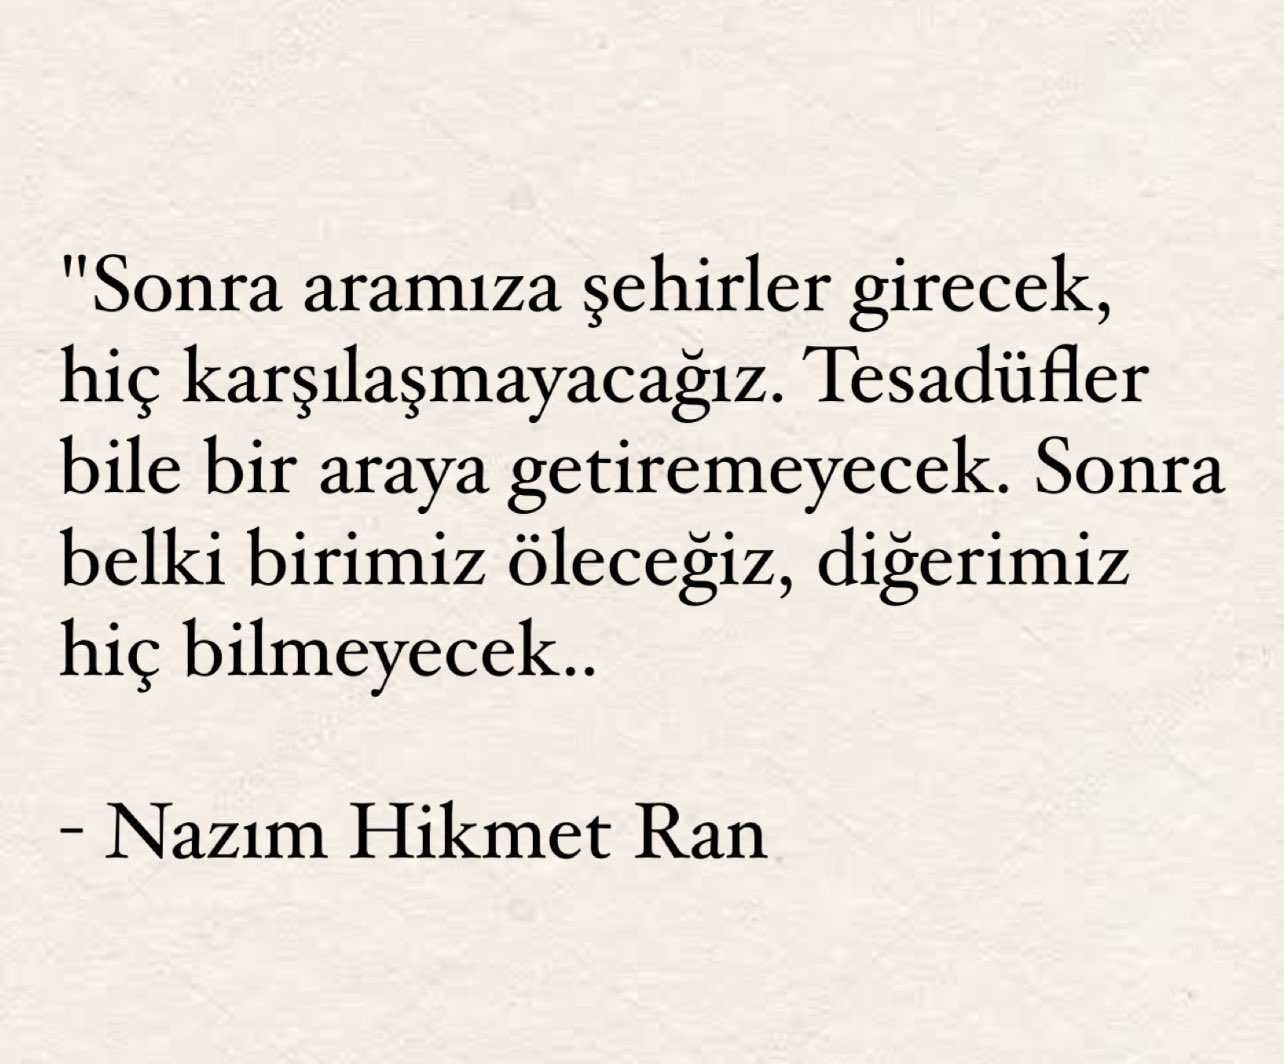 "Sonra aramıza şehirler girecek,
hiç karşılaşmayacağız. Tesadüfler
bile bir araya getiremeyecek. Sonra
belki birimiz öleceğiz, diğerimiz
hiç bilmeyecek..
- Nazım Hikmet Ran